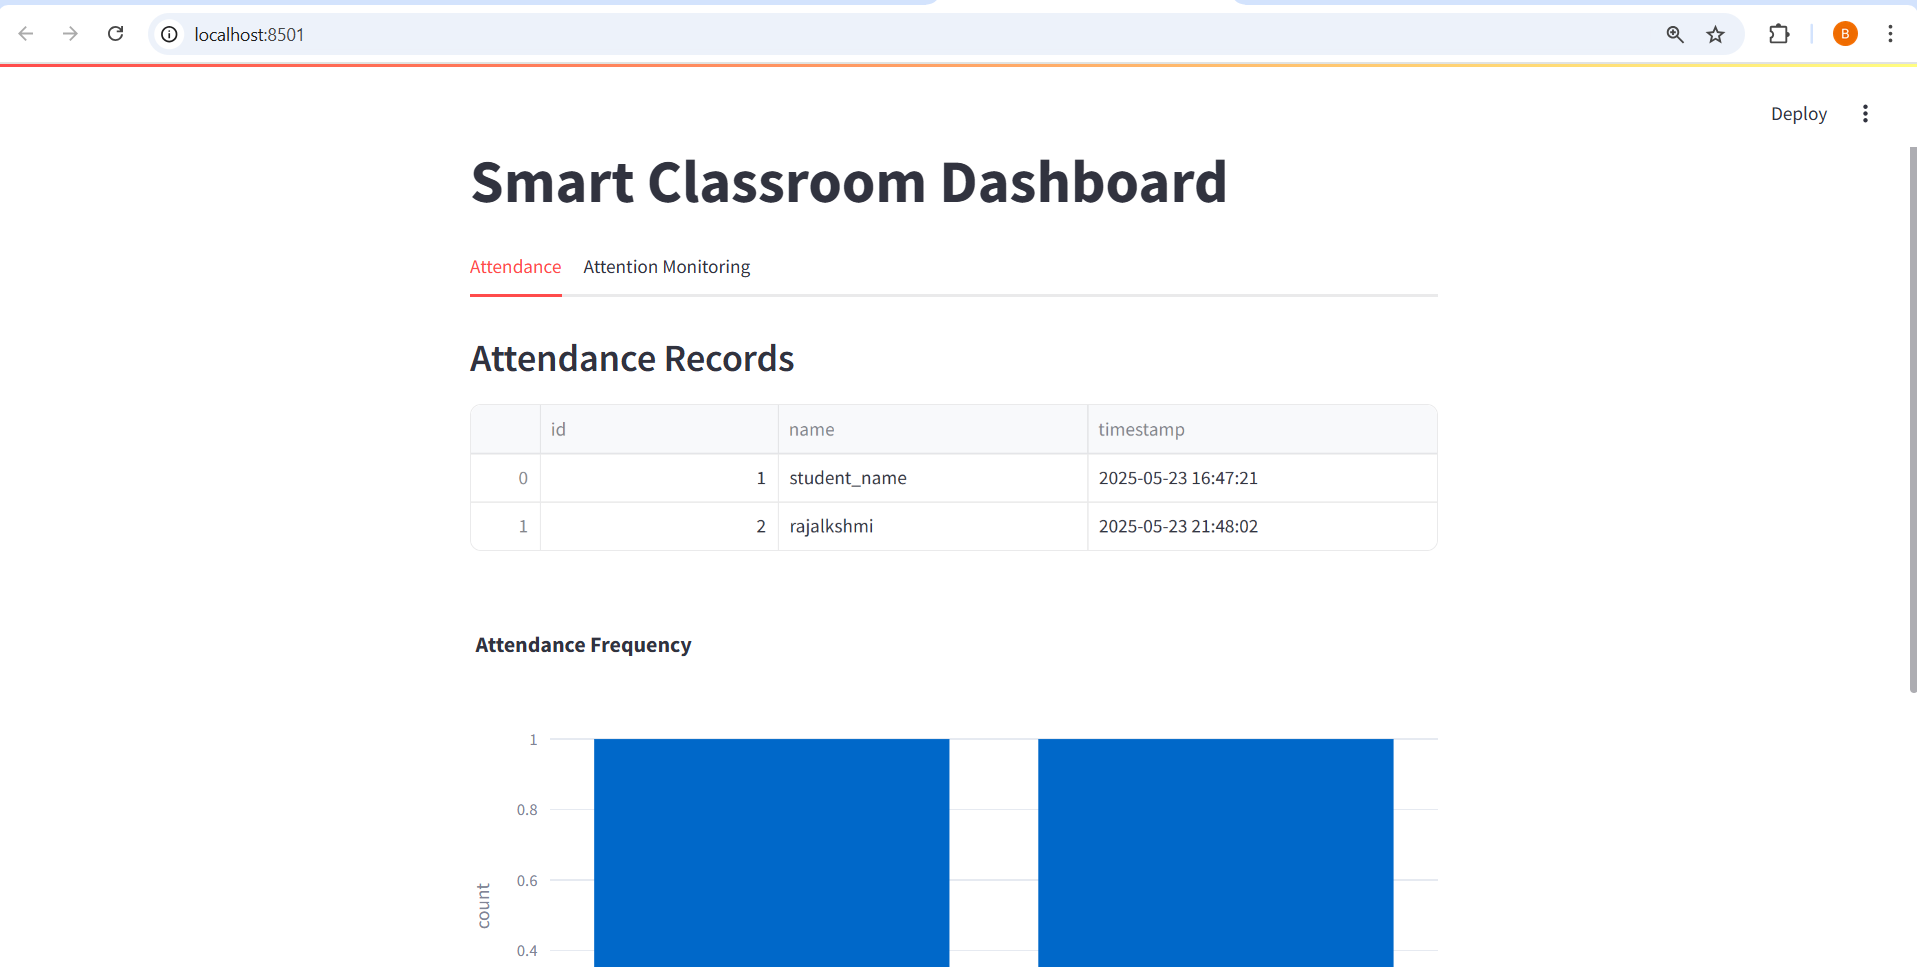 localhost:8501
B
Deploy
Smart Classroom Dashboard
Attendance Attention Monitoring
Attendance Records
id name timestamp
0 1 student_name 2025-05-23 16:47:21
1 2 rajalkshmi 2025-05-23 21:48:02
Attendance Frequency
1
0.8
0.6
count
0.4